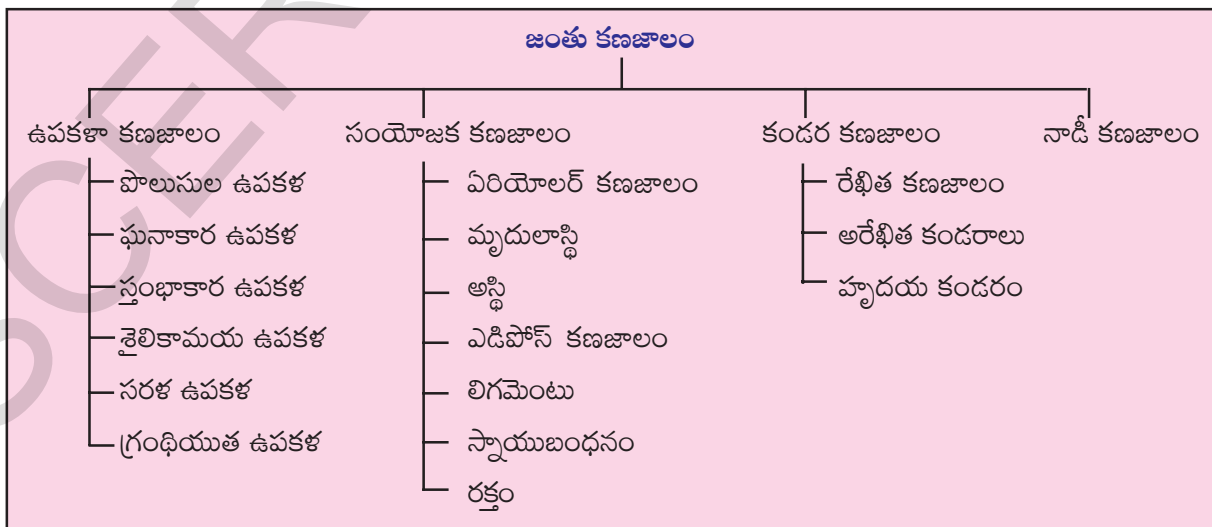 జంతు కణజాలం
ఉపకళా కణజాలం సంయోజక కణజాలం కండర కణజాలం నాడీ కణజాలం
పొలుసుల ఉపకళ ఏరియోలర్ కణజాలం రేఖిత కణజాలం
ఘనాకార ఉపకళ మృదులాస్థి అరేఖిత కండరాలు
స్తంభాకార ఉపకళ అస్థి హృదయ కండరం
శైలికామయ ఉపకళ ఎడిపోస్ కణజాలం
సరళ ఉపకళ లిగమెంటు
గ్రంథియుత ఉపకళ స్నాయుబంధనం
రక్తం